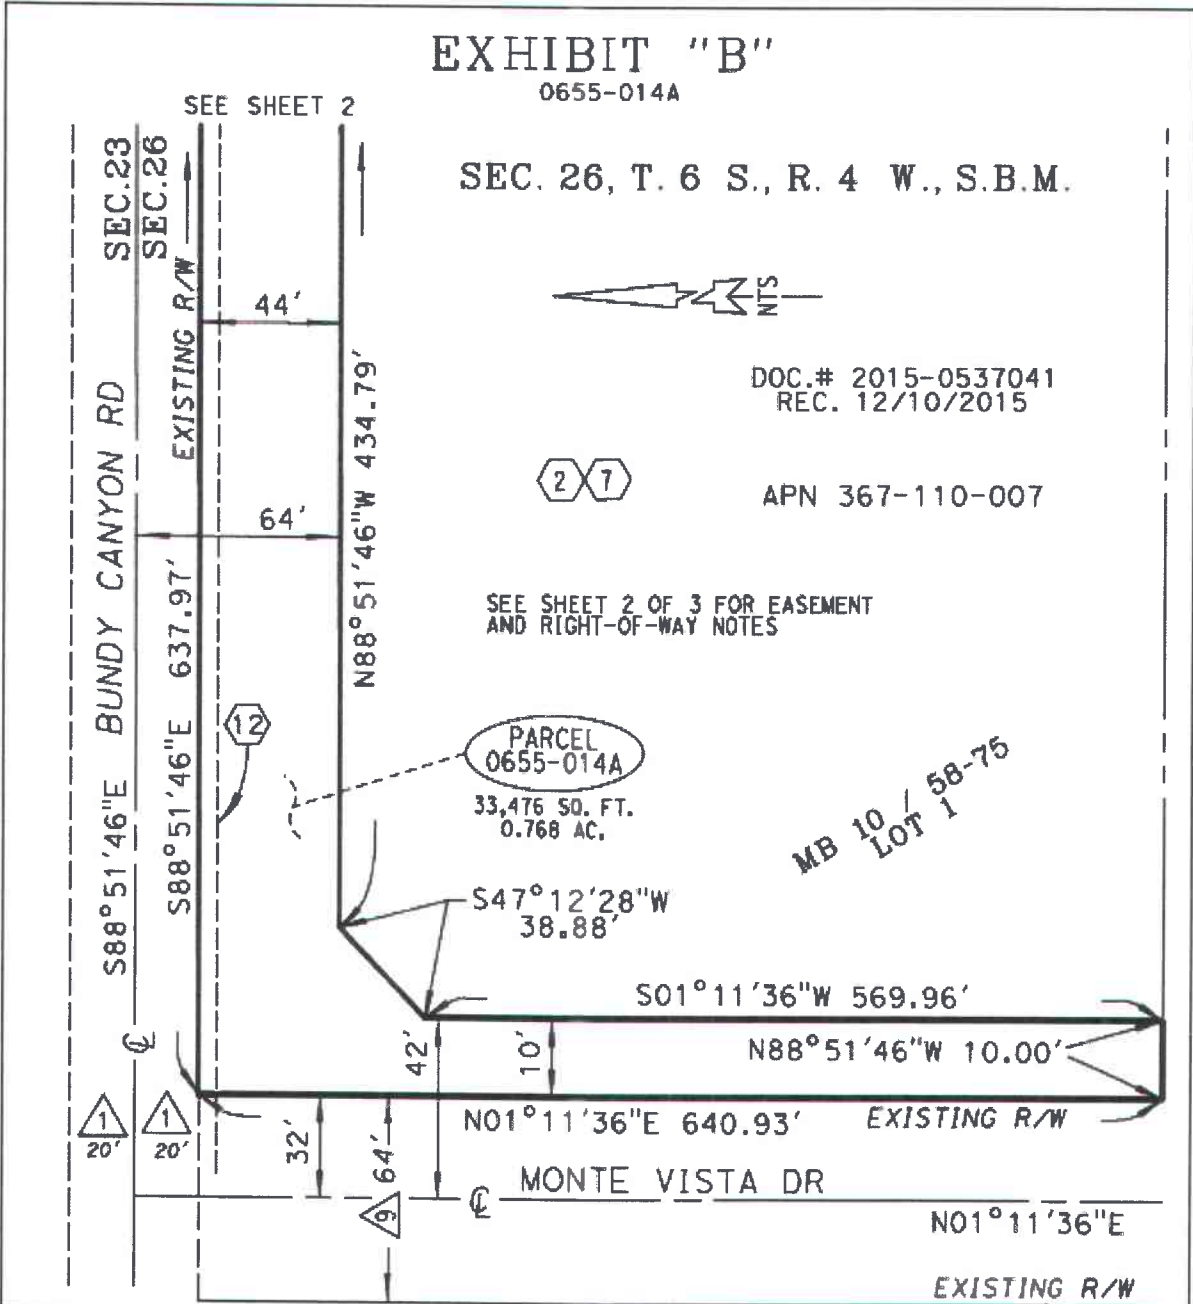 EXHIBIT "B"
0655-014A
SEE SHEET 2
SEC.23
SEC.26
SEC. 26, T. 6 S., R. 4 W., S.B.M.
EXISTING R/W
44'
NTS
DOC.# 2015-0537041
REC. 12/10/2015
2 7
APN 367-110-007
64'
N88°51'46"W 434.79'
S88°51'46"E BUNDY CANYON RD
S88°51'46"E 637.97'
SEE SHEET 2 OF 3 FOR EASEMENT
AND RIGHT-OF-WAY NOTES
12
PARCEL
0655-014A
33,476 SQ. FT.
0.768 AC.
MB 10 / 58-75
LOT 1
S47°12'28"W
38.88'
S01°11'36"W 569.96'
℄
42'
10'
N88°51'46"W 10.00'
1
20'
1
20'
N01°11'36"E 640.93'
EXISTING R/W
32'
64'
9
℄
MONTE VISTA DR
N01°11'36"E
EXISTING R/W